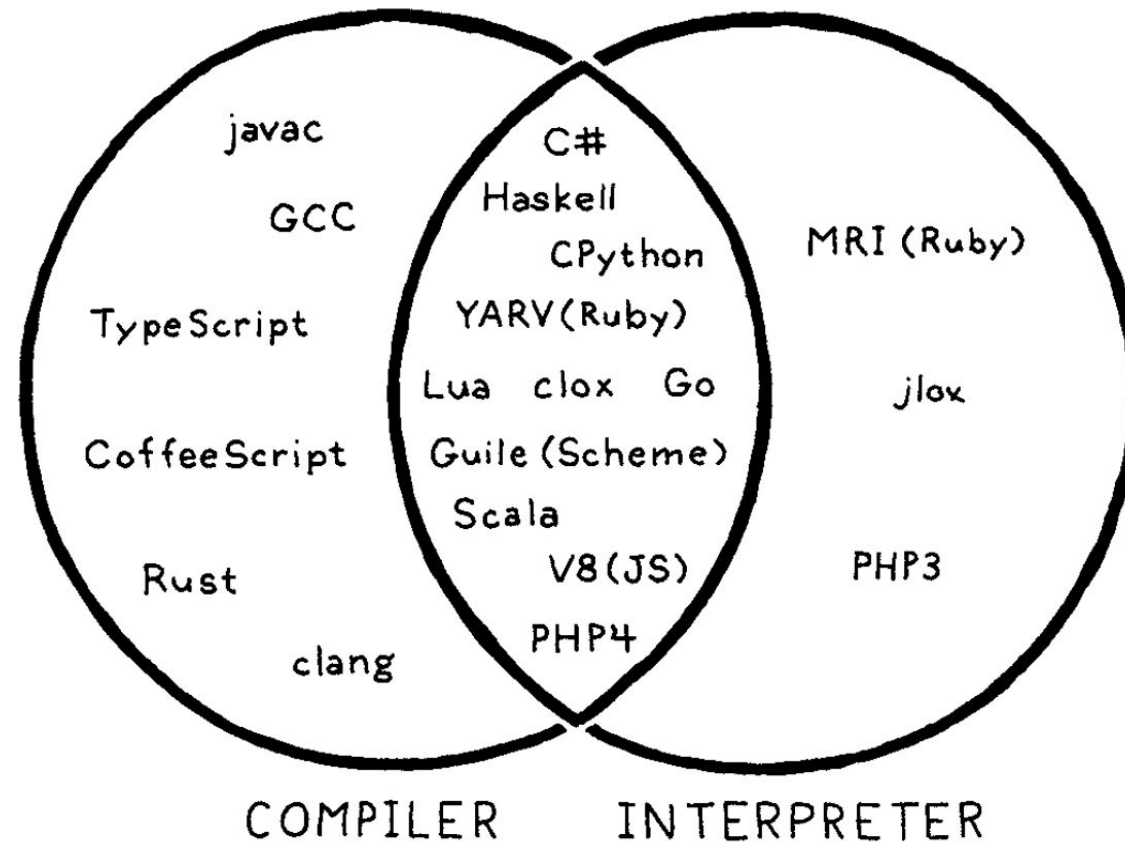 javac
GCC
TypeScript
CoffeeScript
Rust
clang
C#
Haskell
CPython
YARV (Ruby)
Lua clox Go
Guile (Scheme)
Scala
V8 (JS)
PHP4
MRI (Ruby)
jlox
PHP3
COMPILER
INTERPRETER